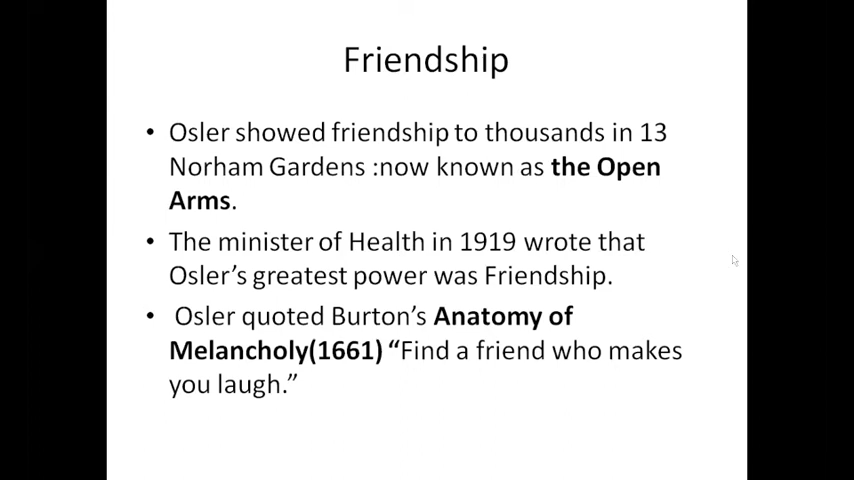 Friendship
• Osler showed friendship to thousands in 13
Norham Gardens :now known as the Open
Arms.
• The minister of Health in 1919 wrote that
Osler’s greatest power was Friendship.
• Osler quoted Burton’s Anatomy of
Melancholy(1661) “Find a friend who makes
you laugh.”